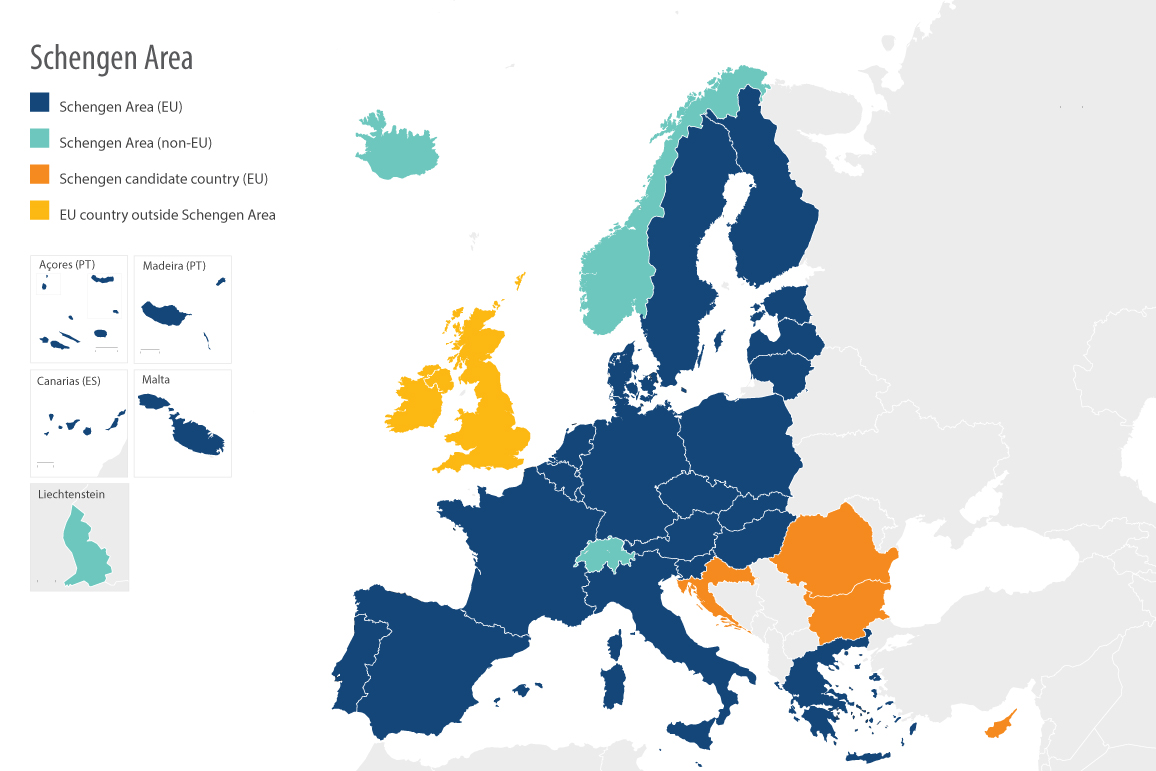 Schengen Area
Schengen Area (EU)
Schengen Area (non-EU)
Schengen candidate country (EU)
EU country outside Schengen Area
Açores (PT)
Madeira (PT)
Canarias (ES)
Malta
Liechtenstein